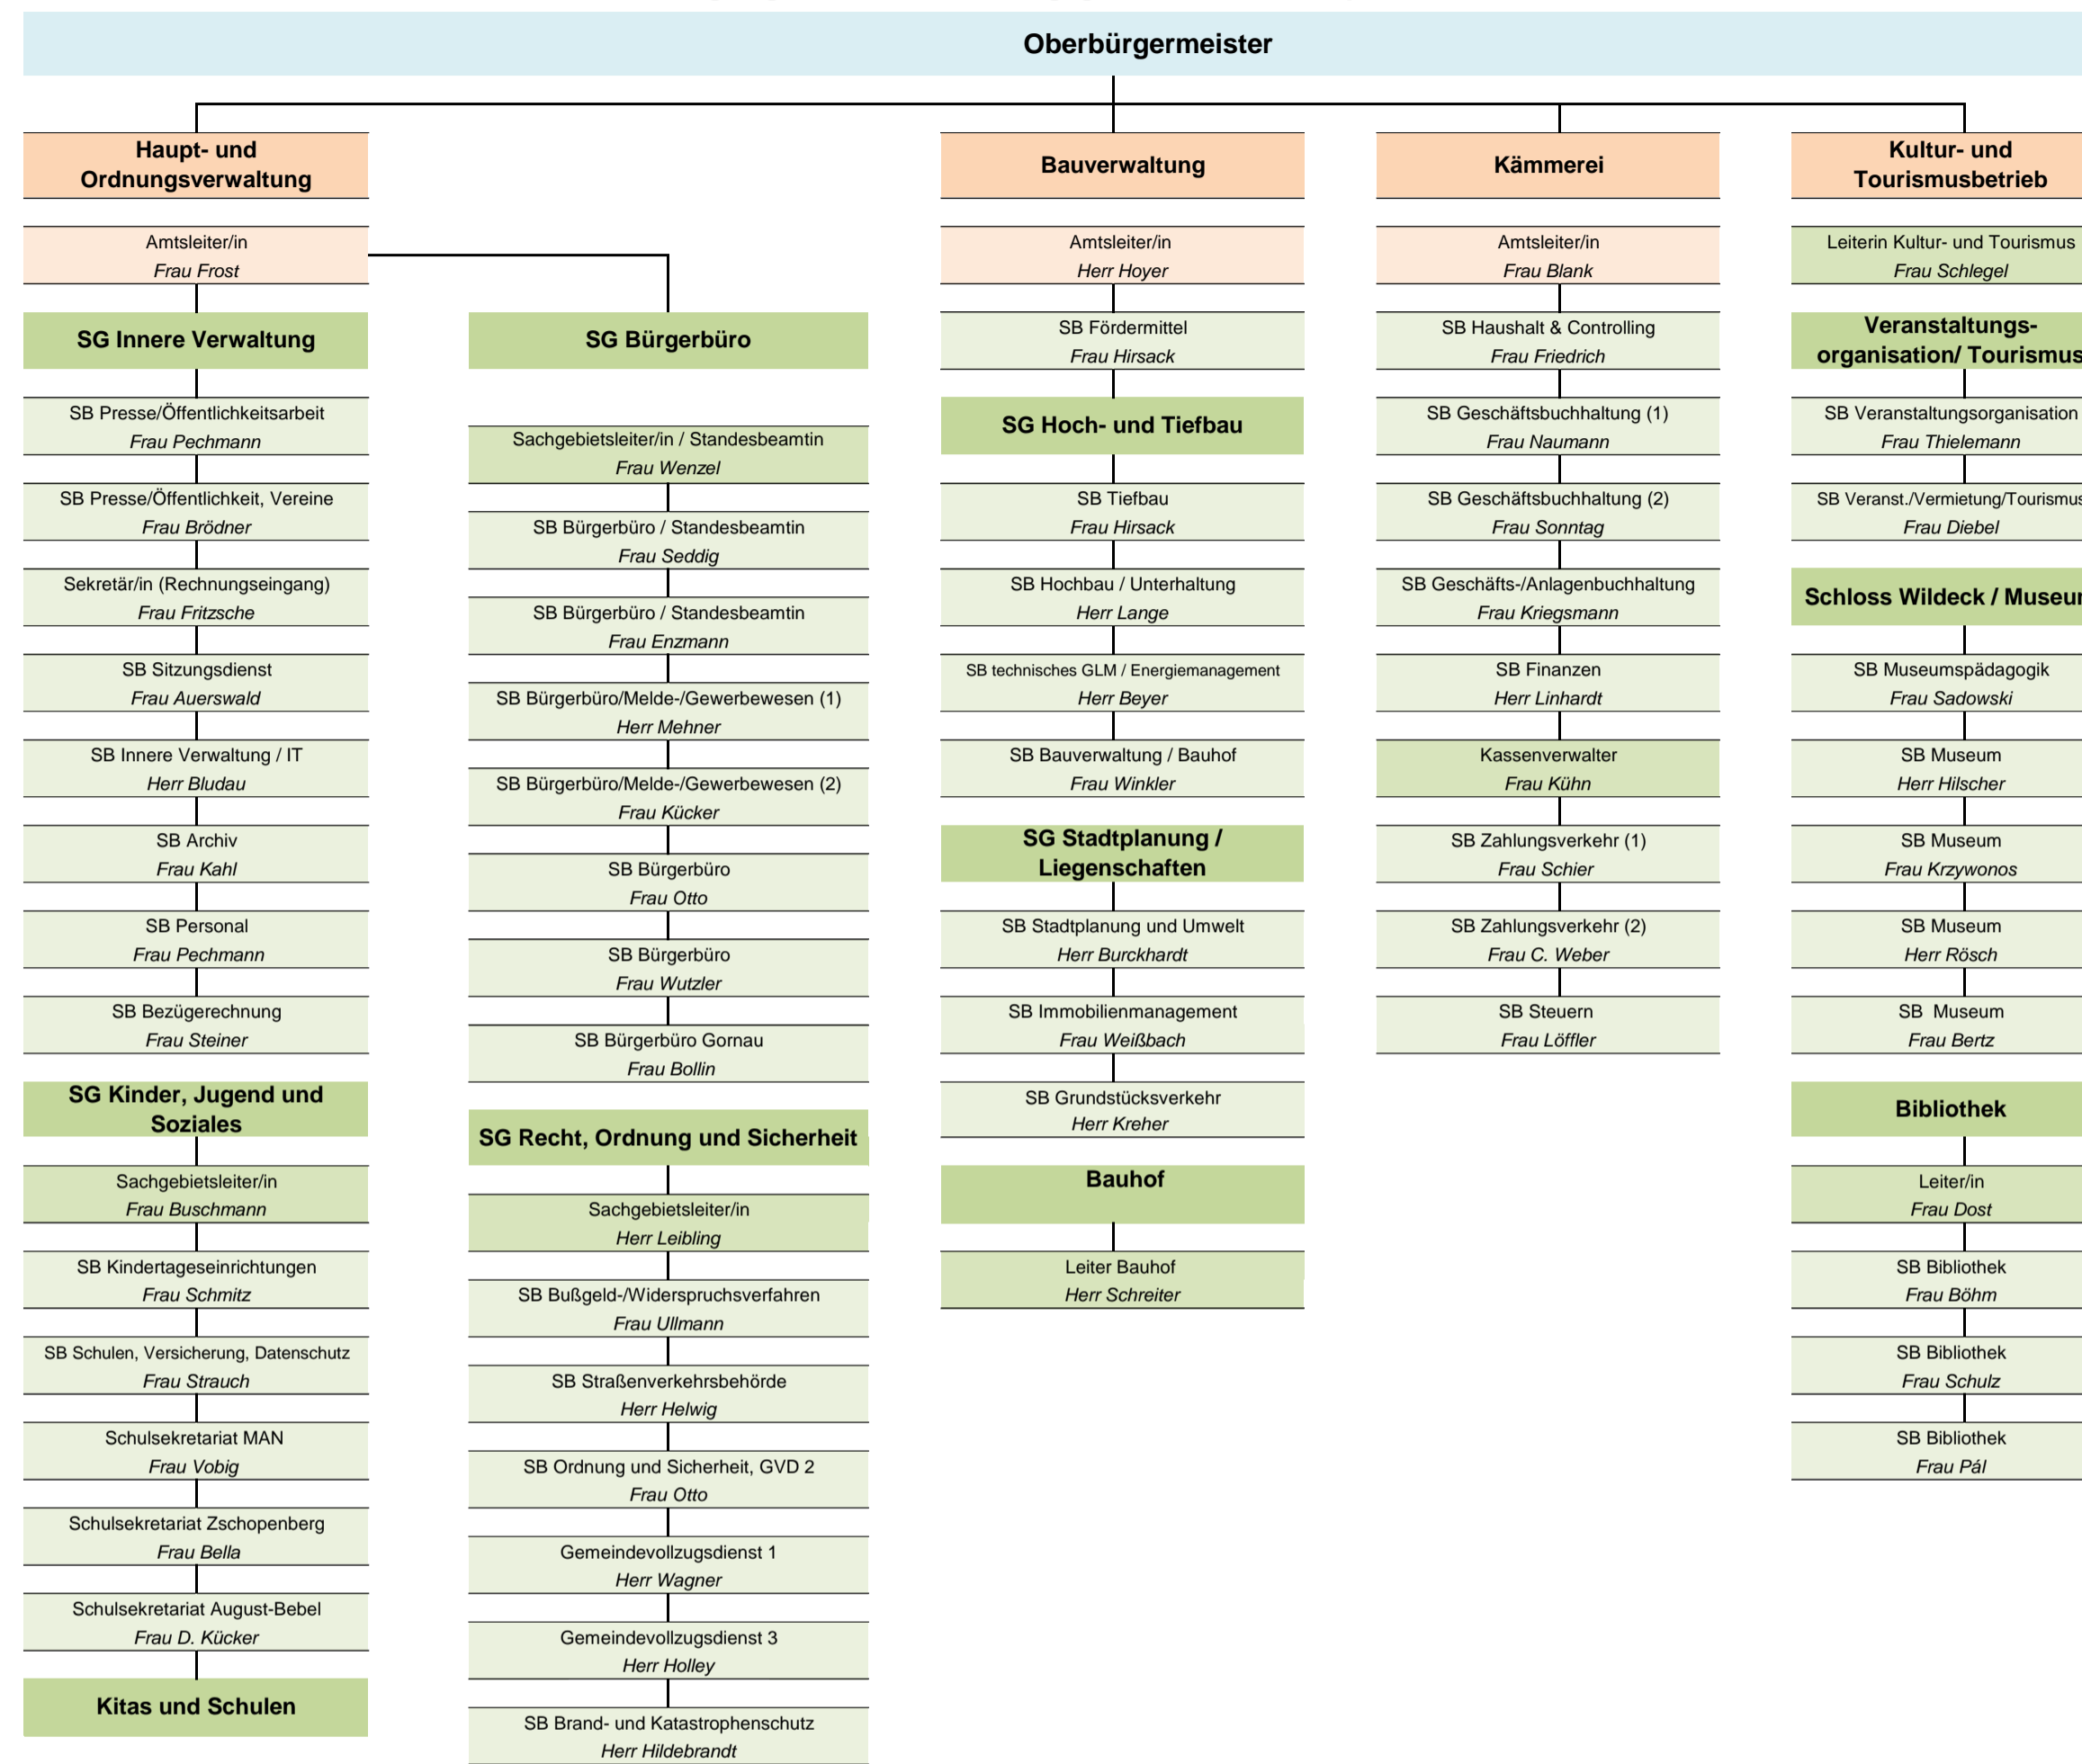 Oberbürgermeister
Haupt- und
Ordnungsverwaltung
Amtsleiter/in
Frau Frost
SG Innere Verwaltung
SB Presse/Öffentlichkeitsarbeit
Frau Pechmann
SB Presse/Öffentlichkeit, Vereine
Frau Brödner
Sekretär/in (Rechnungseingang)
Frau Fritzsche
SB Sitzungsdienst
Frau Auerswald
SB Innere Verwaltung / IT
Herr Bludau
SB Archiv
Frau Kahl
SB Personal
Frau Pechmann
SB Bezügerechnung
Frau Steiner
SG Kinder, Jugend und
Soziales
Sachgebietsleiter/in
Frau Buschmann
SB Kindertageseinrichtungen
Frau Schmitz
SB Schulen, Versicherung, Datenschutz
Frau Strauch
Schulsekretariat MAN
Frau Vobig
Schulsekretariat Zschopenberg
Frau Bella
Schulsekretariat August-Bebel
Frau D. Kücker
Kitas und Schulen
SG Bürgerbüro
Sachgebietsleiter/in / Standesbeamtin
Frau Wenzel
SB Bürgerbüro / Standesbeamtin
Frau Seddig
SB Bürgerbüro / Standesbeamtin
Frau Enzmann
SB Bürgerbüro/Melde-/Gewerbewesen (1)
Herr Mehner
SB Bürgerbüro/Melde-/Gewerbewesen (2)
Frau Kücker
SB Bürgerbüro
Frau Otto
SB Bürgerbüro
Frau Wutzler
SB Bürgerbüro Gornau
Frau Bollin
SG Recht, Ordnung und Sicherheit
Sachgebietsleiter/in
Herr Leibling
SB Bußgeld-/Widerspruchsverfahren
Frau Ullmann
SB Straßenverkehrsbehörde
Herr Helwig
SB Ordnung und Sicherheit, GVD 2
Frau Otto
Gemeindevollzugsdienst 1
Herr Wagner
Gemeindevollzugsdienst 3
Herr Holley
SB Brand- und Katastrophenschutz
Herr Hildebrandt
Bauverwaltung
Amtsleiter/in
Herr Hoyer
SB Fördermittel
Frau Hirsack
SG Hoch- und Tiefbau
SB Tiefbau
Frau Hirsack
SB Hochbau / Unterhaltung
Herr Lange
SB technisches GLM / Energiemanagement
Herr Beyer
SB Bauverwaltung / Bauhof
Frau Winkler
SG Stadtplanung /
Liegenschaften
SB Stadtplanung und Umwelt
Herr Burckhardt
SB Immobilienmanagement
Frau Weißbach
SB Grundstücksverkehr
Herr Kreher
Bauhof
Leiter Bauhof
Herr Schreiter
Kämmerei
Amtsleiter/in
Frau Blank
SB Haushalt & Controlling
Frau Friedrich
SB Geschäftsbuchhaltung (1)
Frau Naumann
SB Geschäftsbuchhaltung (2)
Frau Sonntag
SB Geschäfts-/Anlagenbuchhaltung
Frau Kriegsmann
SB Finanzen
Herr Linhardt
Kassenverwalter
Frau Kühn
SB Zahlungsverkehr (1)
Frau Schier
SB Zahlungsverkehr (2)
Frau C. Weber
SB Steuern
Frau Löffler
Kultur- und
Tourismusbetrieb
Leiterin Kultur- und Tourismus
Frau Schlegel
Veranstaltungs-
organisation/ Tourismus
SB Veranstaltungsorganisation
Frau Thielemann
SB Veranst./Vermietung/Tourismus
Frau Diebel
Schloss Wildeck / Museum
SB Museumspädagogik
Frau Sadowski
SB Museum
Herr Hilscher
SB Museum
Frau Krzywonos
SB Museum
Herr Rösch
SB Museum
Frau Bertz
Bibliothek
Leiter/in
Frau Dost
SB Bibliothek
Frau Böhm
SB Bibliothek
Frau Schulz
SB Bibliothek
Frau Pál